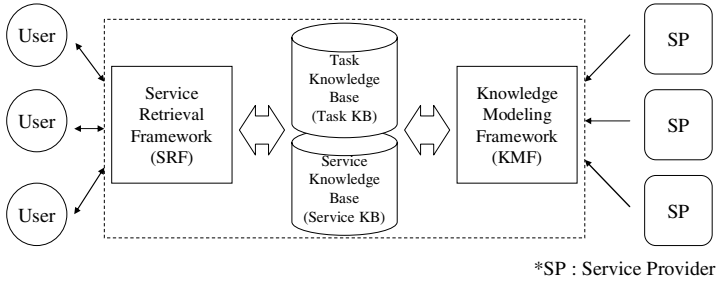 User
User
User
Service
Retrieval
Framework
(SRF)
Task
Knowledge
Base
(Task KB)
Service
Knowledge
Base
(Service KB)
Knowledge
Modeling
Framework
(KMF)
SP
SP
SP
*SP : Service Provider